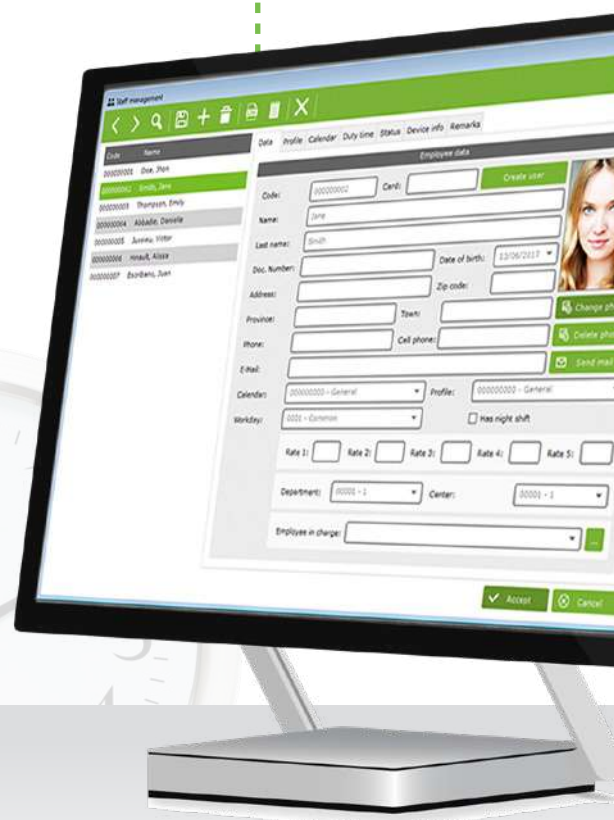 Staff management
Code Name
000000001 Doe, Jhon
000000002 Smith, Jane
000000003 Thompson, Emily
000000004 Abbadie, Danielle
000000005 Juneau, Victor
000000006 Hinault, Alissa
000000007 Escribano, Juan
Data Profile Calendar Duty time Status Device info Remarks
Employee data
Code: 000000002 Card: Create user
Name: Jane
Last name: Smith
Doc. Number: Date of birth: 13/06/2017
Address: Zip code:
Province: Town:
Change ph
Phone: Cell phone:
Delete pho
E-Mail:
Send mail
Calendar: 000000000 - General Profile: 000000000 - General
Workday: 0001 - Common Has night shift
Rate 1: Rate 2: Rate 3: Rate 4: Rate 5:
Department: 00001 - 1 Center: 00001 - 1
Employee in charge: ...
Accept Cancel